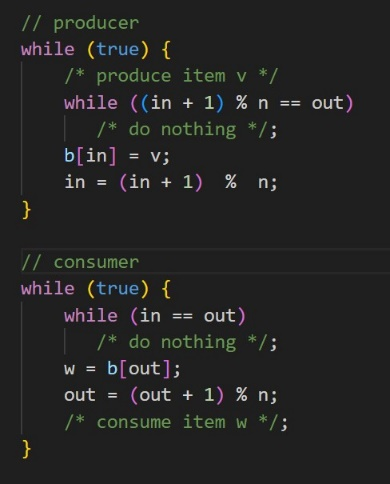 // producer
while (true) {
    /* produce item v */
    while ((in + 1) % n == out)
        /* do nothing */;
    b[in] = v;
    in = (in + 1)  %  n;
}

// consumer
while (true) {
    while (in == out)
        /* do nothing */;
    w = b[out];
    out = (out + 1) % n;
    /* consume item w */;
}